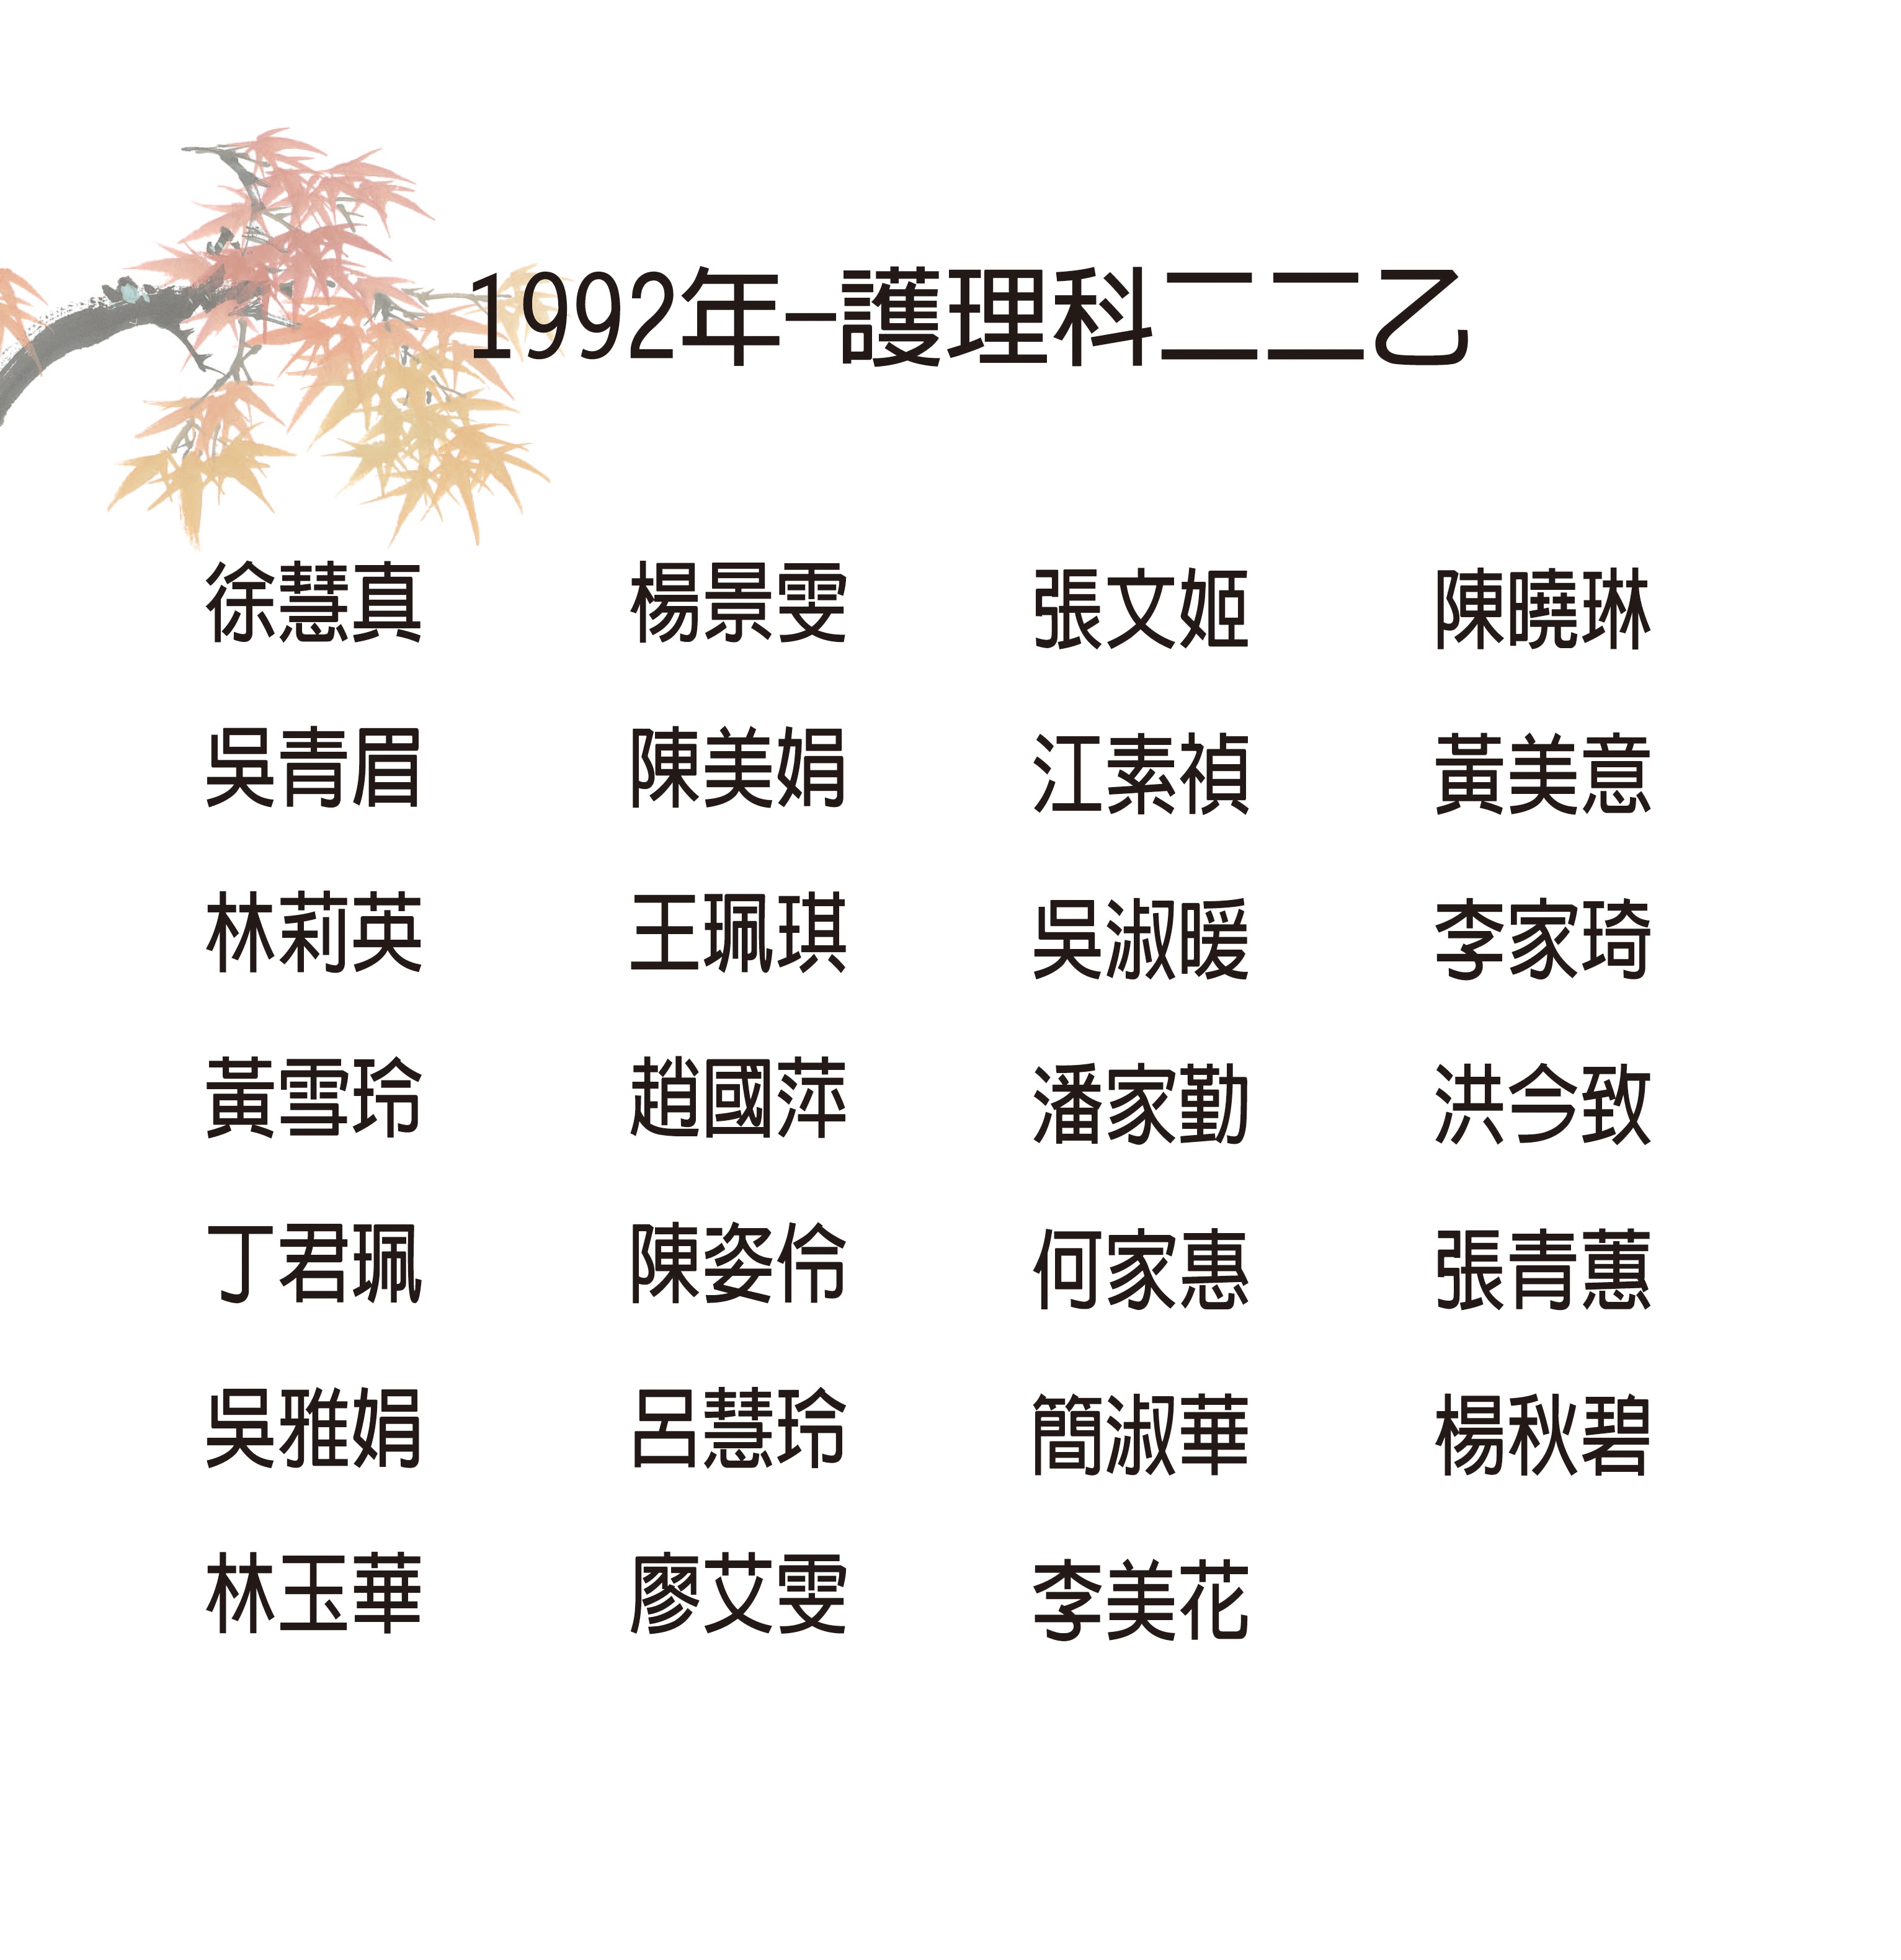 1992年-護理科二二乙
徐慧真 楊景雯 張文姬 陳曉琳
吳青眉 陳美娟 江素禎 黃美意
林莉英 王珮琪 吳淑暖 李家琦
黃雪玲 趙國萍 潘家勤 洪今致
丁君珮 陳姿伶 何家惠 張青蕙
吳雅娟 呂慧玲 簡淑華 楊秋碧
林玉華 廖艾雯 李美花